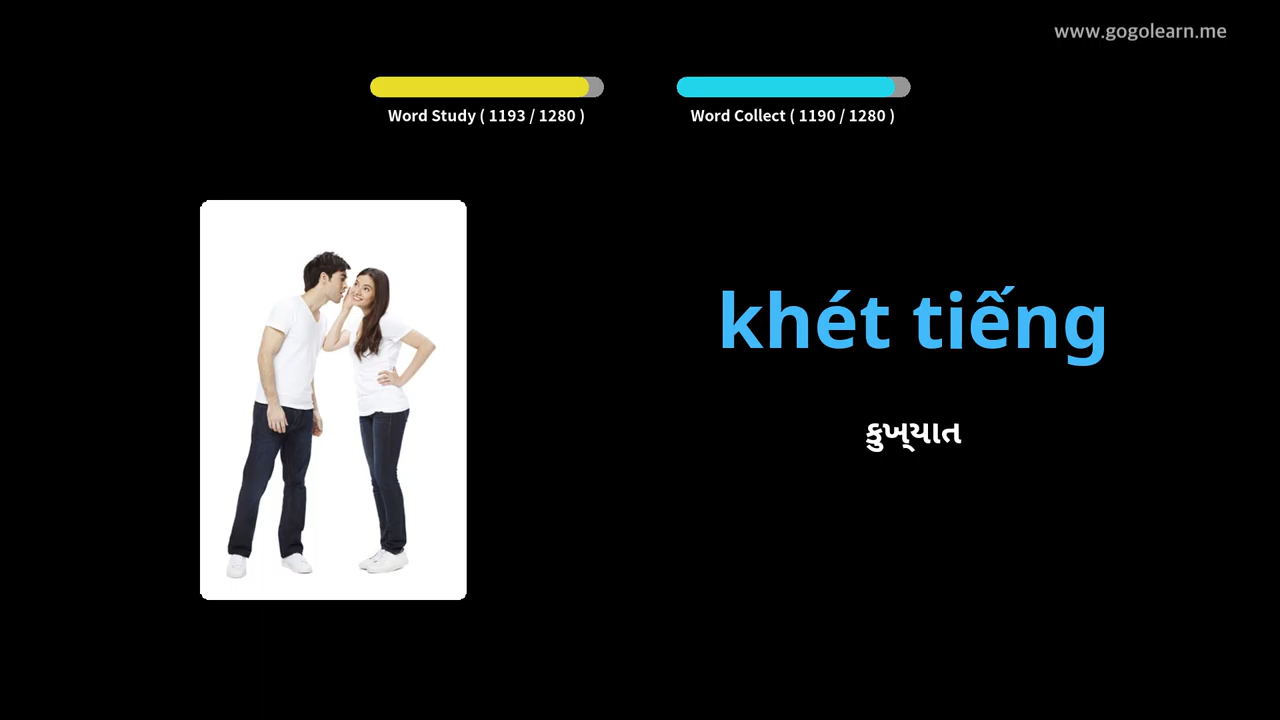 www.gogolearn.me
Word Study ( 1193 / 1280 )
Word Collect ( 1190 / 1280 )
khét tiếng
કુખ્યાત